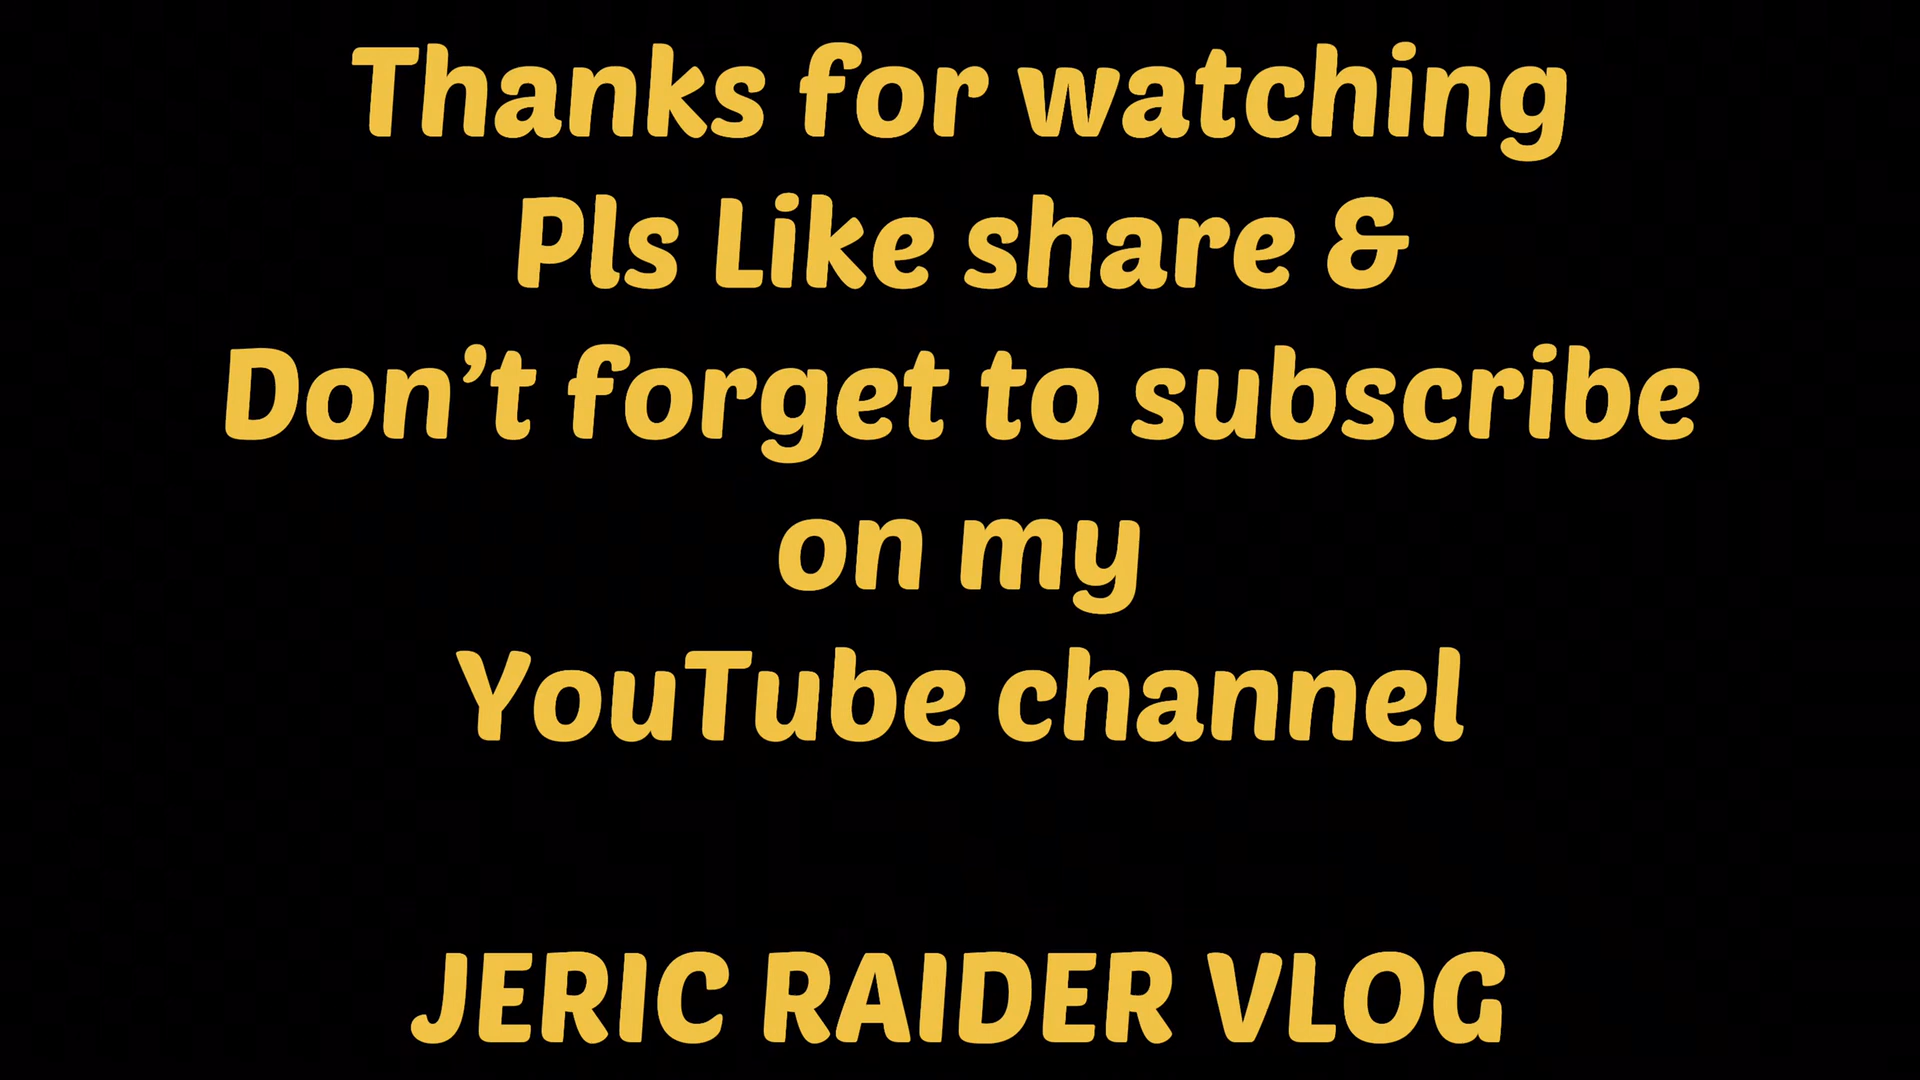 Thanks for watching
Pls Like share &
Don’t forget to subscribe
on my
YouTube channel
JERIC RAIDER VLOG